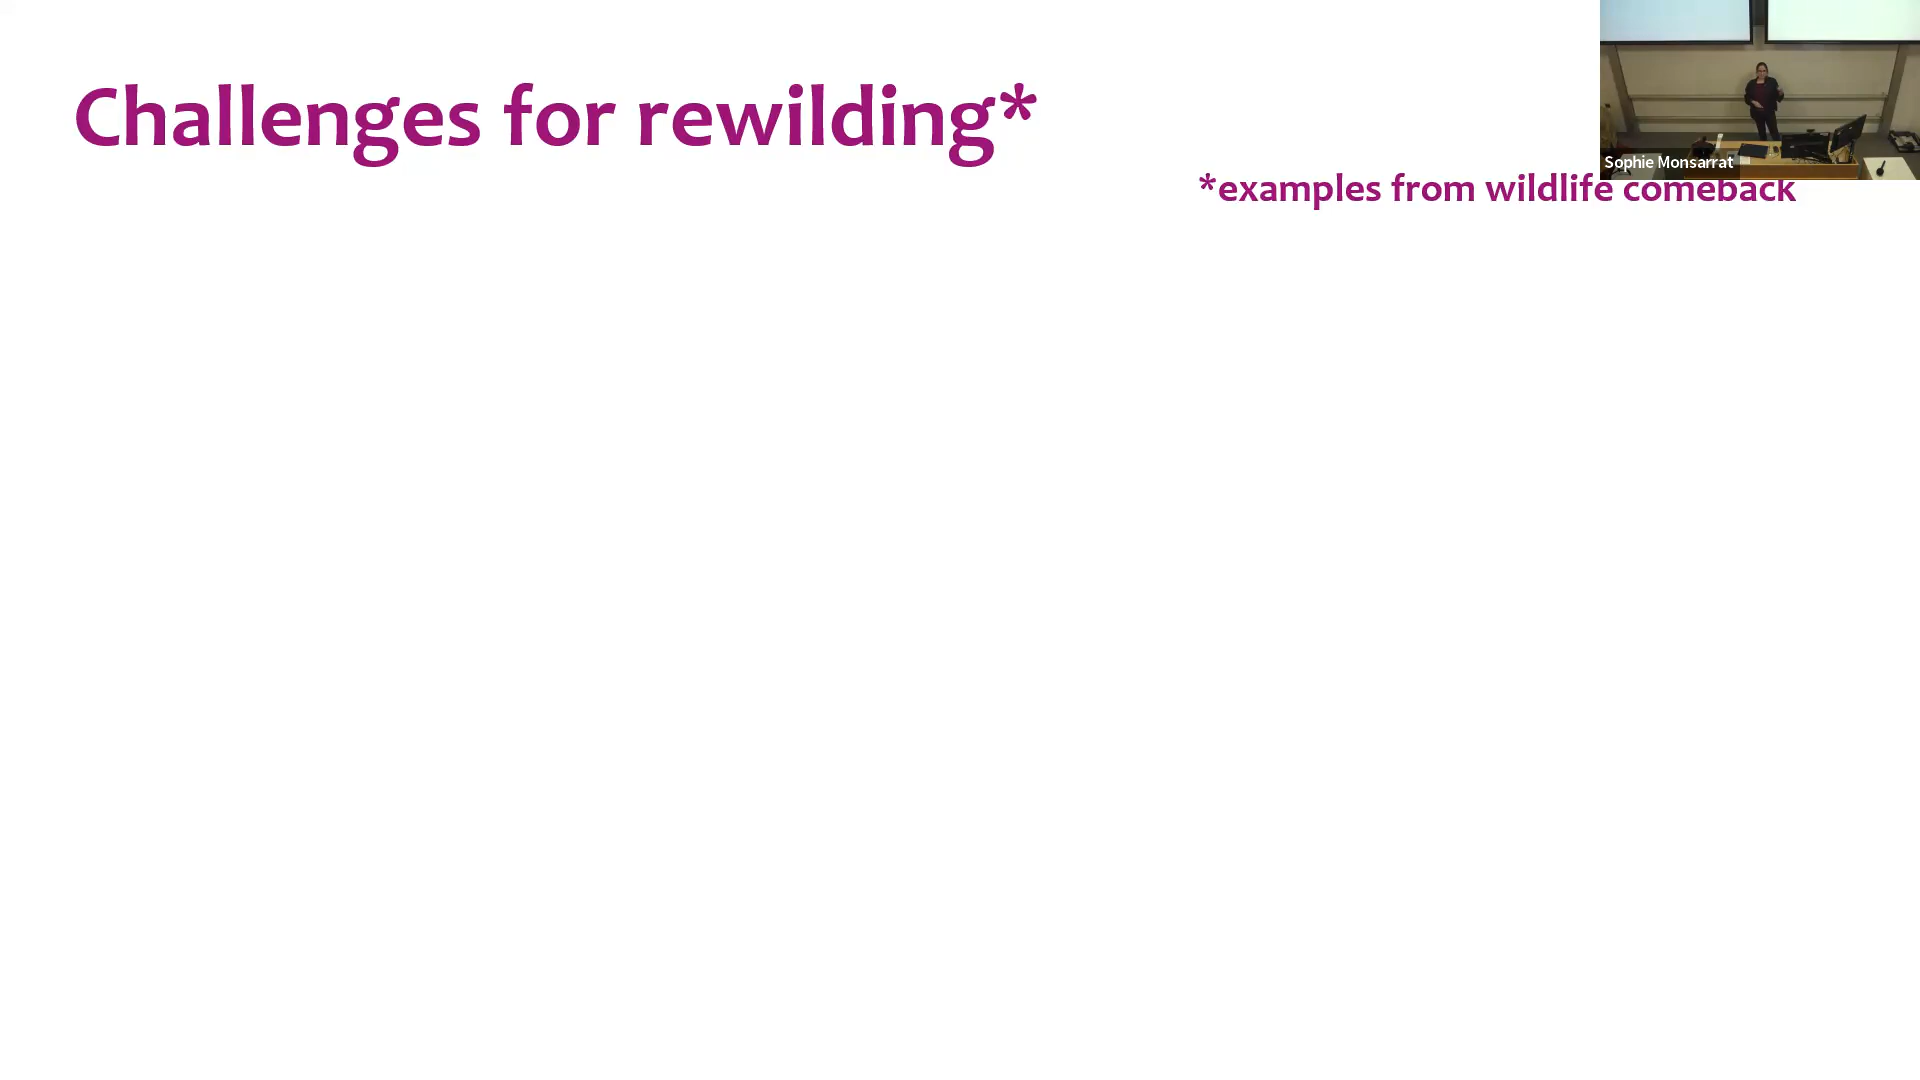 Challenges for rewilding*
Sophie Monsarrat
*examples from wildlife comeback